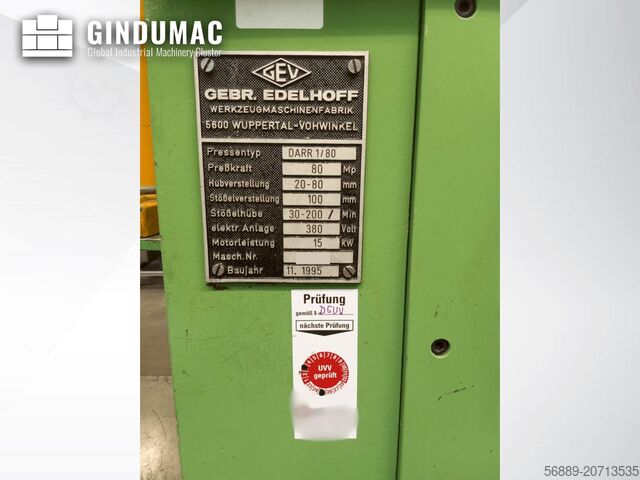 GINDUMAC
Global Industrial Machinery Cluster
GEV
GEBR. EDELHOFF
WERKZEUGMASCHINENFABRIK
5600 WUPPERTAL-VOHWINKEL
Pressentyp DARR 1/80
Preßkraft 80 Mp
Hubverstellung 20-80 mm
Stößelverstellung 100 mm
Stößelhübe 30-200 / Min
elektr. Anlage 380 Volt
Motorleistung 15 KW
Masch. Nr.
Baujahr 11. 1995
Prüfung
gemäß § DGUV
nächste Prüfung
UVV
geprüft
56889-20713535